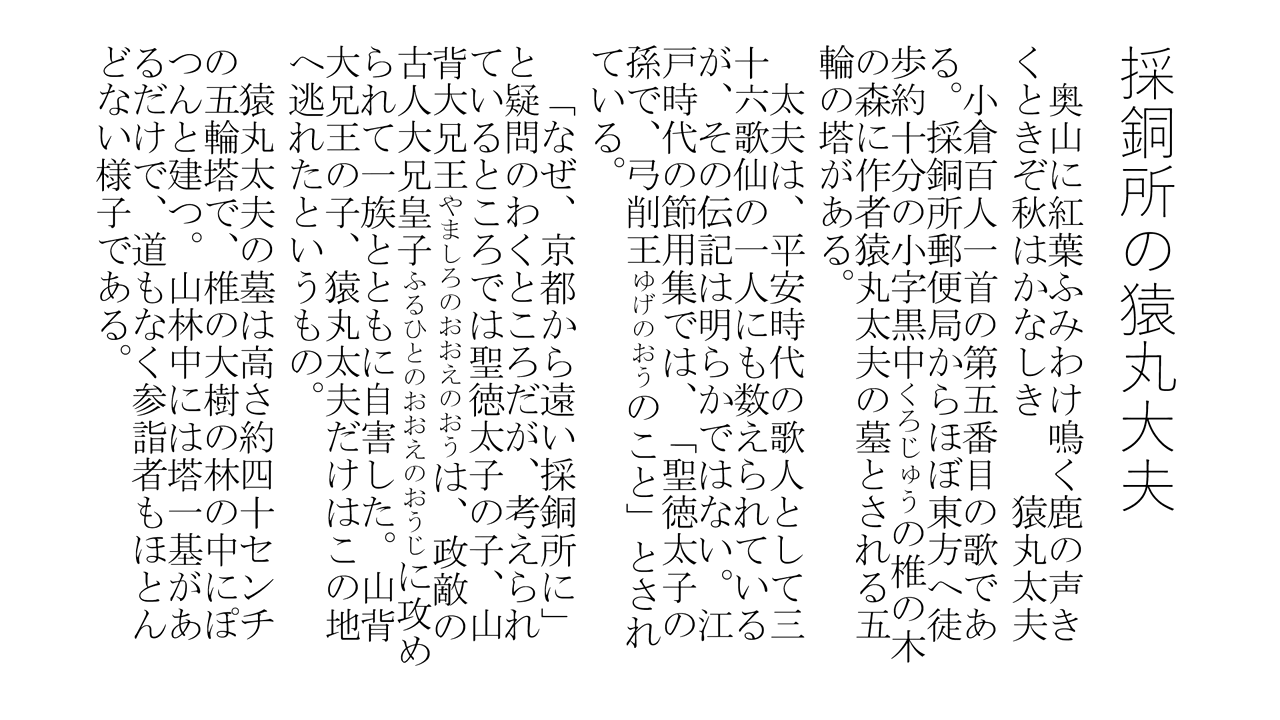 採銅所の猿丸大夫
奥山に紅葉ふみわけ鳴く鹿の声き
くときぞ秋はかなしき　　猿丸太夫
小倉百人一首の第五番目の歌であ
る。採銅所郵便局からほぼ東方へ徒
歩約十分の小字黒中くろじゅうの椎の木
の森に作者猿丸太夫の墓とされる五
輪の塔がある。
太夫は、平安時代の歌人として三
十六歌仙の一人にも数えられている
が、その伝記は明らかではない。江
戸時代の節用集では、「聖徳太子の
孫で、弓削王ゆげのおうのこと」とされ
ている。
「なぜ、京都から遠い採銅所に」
と疑問のわくところだが、考えられ
ているところでは聖徳太子の子、山
背大兄王やましろのおおえのおうは、政敵の
古人大兄皇子ふるひとのおおえのおうじに攻め
られて一族とともに自害した。山背
大兄王の子、猿丸太夫だけはこの地
へ逃れたというもの。
猿丸太夫の墓は高さ約四十センチ
の五輪塔で、椎の大樹の林の中にぽ
つんと建つ。山林中には塔一基があ
るだけで、道もなく参詣者もほとん
どない様子である。